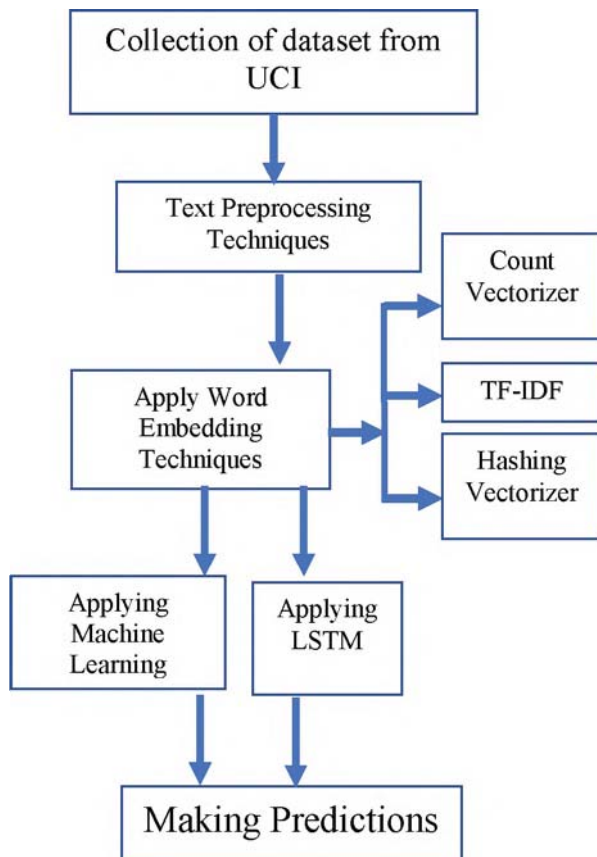 Collection of dataset from
UCI
Text Preprocessing
Techniques
Count
Vectorizer
Apply Word
Embedding
Techniques
TF-IDF
Hashing
Vectorizer
Applying
Machine
Learning
Applying
LSTM
Making Predictions